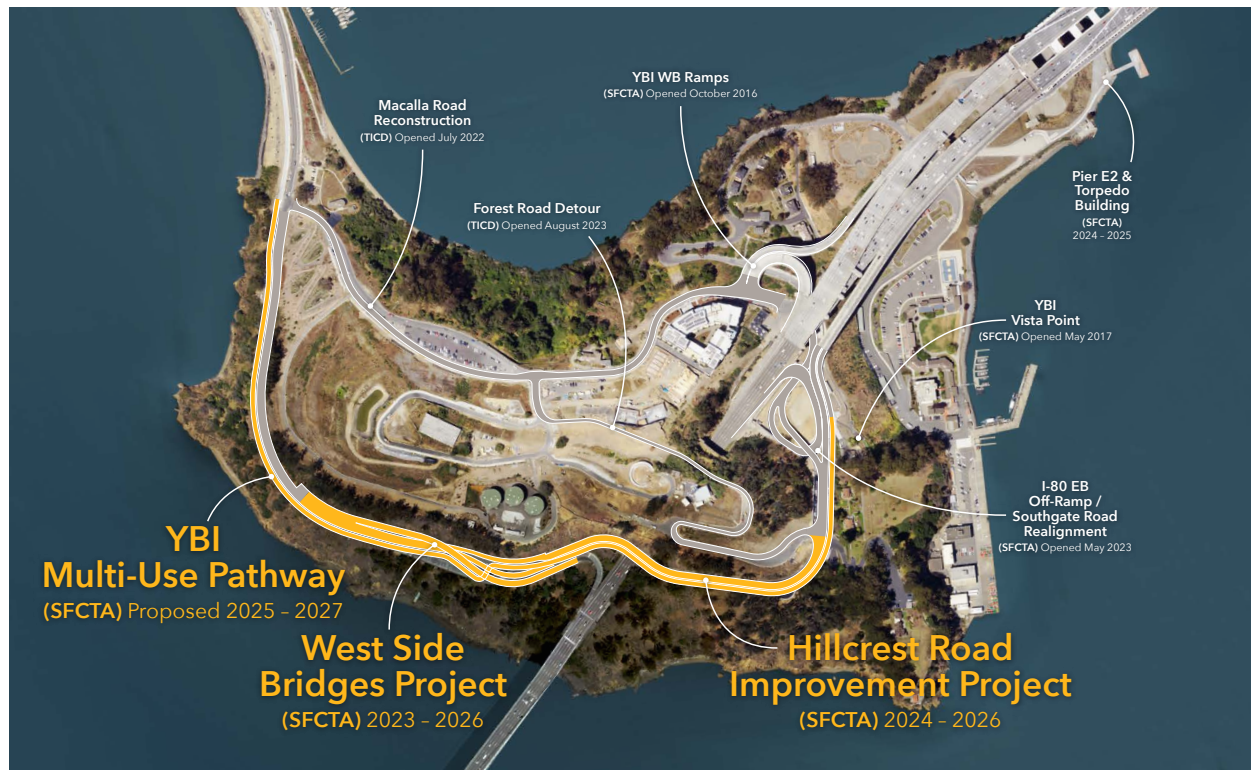 YBI WB Ramps
(SFCTA) Opened October 2016
Macalla Road
Reconstruction
(TICD) Opened July 2022
Forest Road Detour
(TICD) Opened August 2023
Pier E2 &
Torpedo
Building
(SFCTA)
2024 – 2025
YBI
Vista Point
(SFCTA) Opened May 2017
I-80 EB
Off-Ramp /
Southgate Road
Realignment
(SFCTA) Opened May 2023
YBI
Multi-Use Pathway
(SFCTA) Proposed 2025 – 2027
West Side
Bridges Project
(SFCTA) 2023 – 2026
Hillcrest Road
Improvement Project
(SFCTA) 2024 – 2026